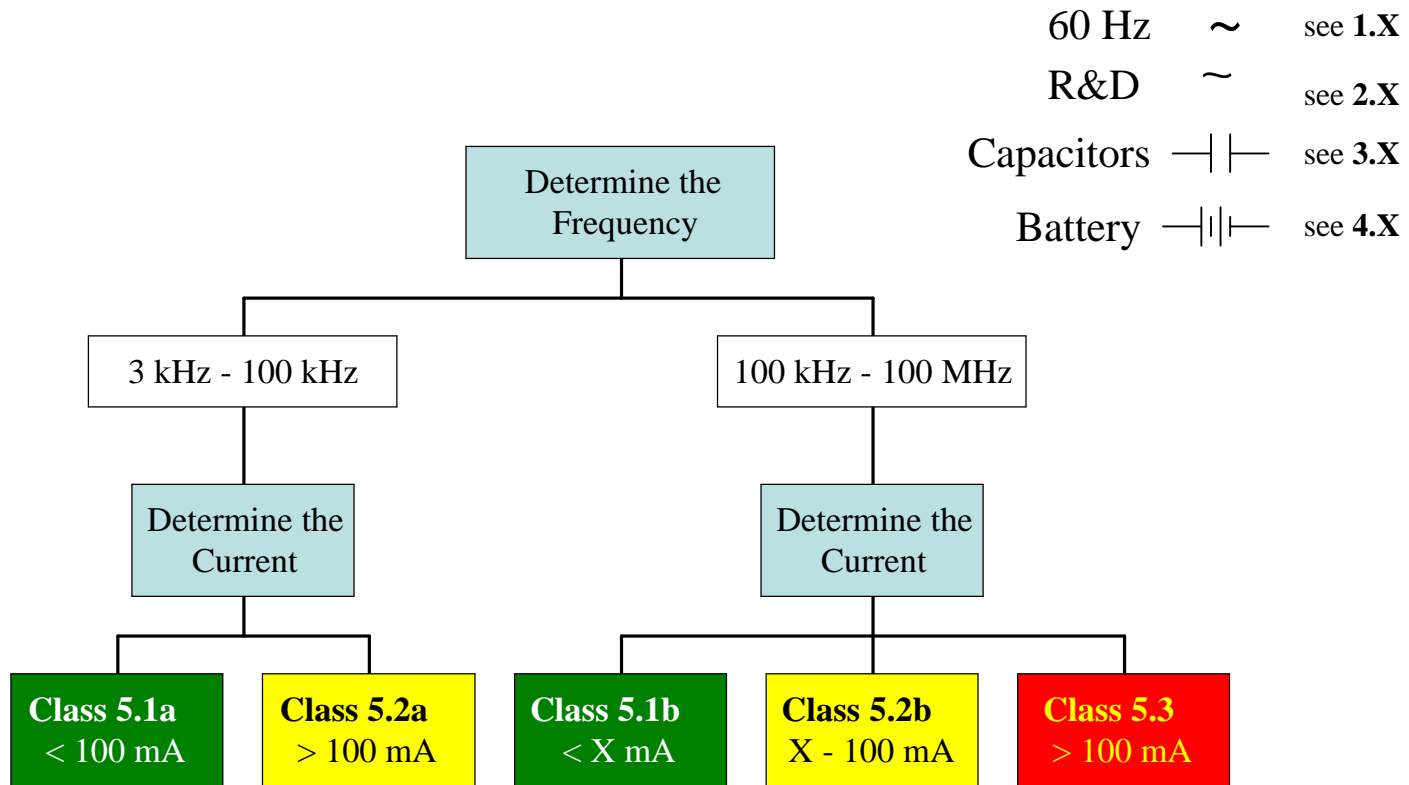 60 Hz ~ see 1.X
R&D ~ see 2.X
Capacitors see 3.X
Battery see 4.X
Determine the
Frequency
3 kHz - 100 kHz
100 kHz - 100 MHz
Determine the
Current
Determine the
Current
Class 5.1a
< 100 mA
Class 5.2a
> 100 mA
Class 5.1b
< X mA
Class 5.2b
X - 100 mA
Class 5.3
> 100 mA